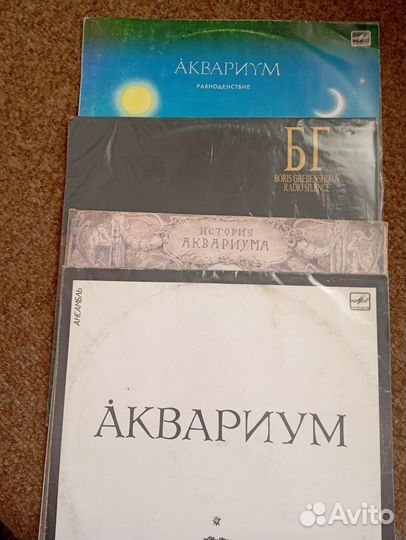 АКВАРИУМ
РАВНОДЕНСТВИЕ
БГ
BORIS GREBENSHIKOV
RADIO SILENCE
ИСТОРИЯ
АКВАРИУМА
АНСАМБЛЬ
АКВАРИУМ
Avito